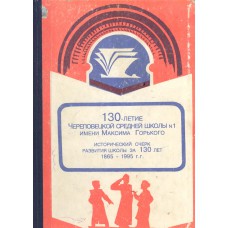 130-ЛЕТИЕ
ЧЕРЕПОВЕЦКОЙ СРЕДНЕЙ ШКОЛЫ №1
ИМЕНИ МАКСИМА ГОРЬКОГО
ИСТОРИЧЕСКИЙ ОЧЕРК
РАЗВИТИЯ ШКОЛЫ ЗА 130 ЛЕТ
1865 - 1995 г.г.